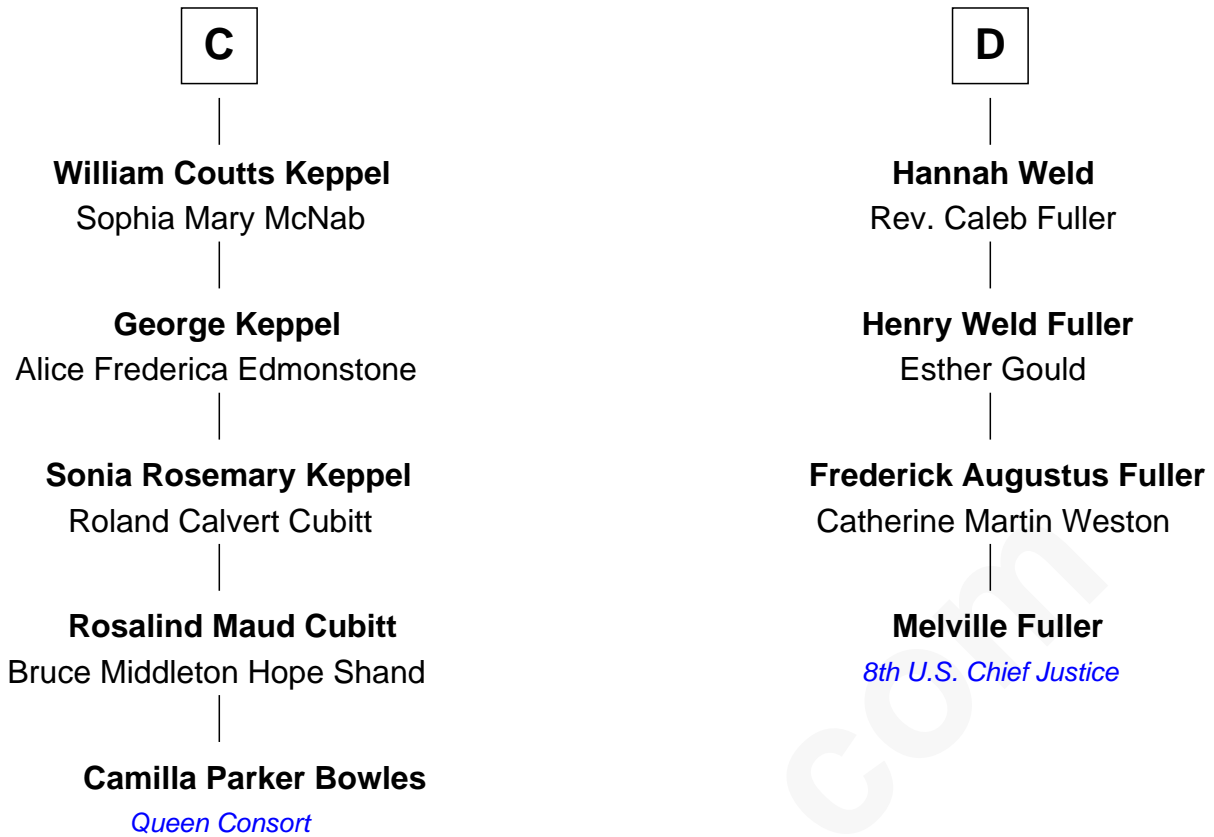 C
William Coutts Keppel
Sophia Mary McNab
George Keppel
Alice Frederica Edmonstone
Sonia Rosemary Keppel
Roland Calvert Cubitt
Rosalind Maud Cubitt
Bruce Middleton Hope Shand
Camilla Parker Bowles
Queen Consort
D
Hannah Weld
Rev. Caleb Fuller
Henry Weld Fuller
Esther Gould
Frederick Augustus Fuller
Catherine Martin Weston
Melville Fuller
8th U.S. Chief Justice
com